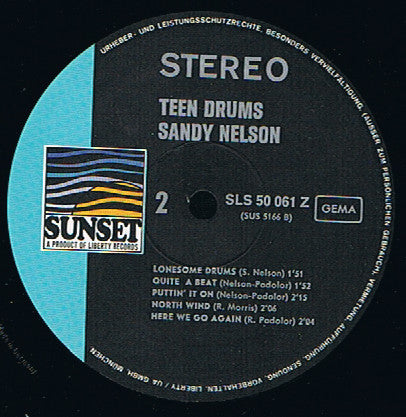 URHEBER- UND LEISTUNGSSCHUTZRECHTE, BESONDERS VERVIELFÄLTIGUNG, (AUSSER ZUM PERSÖNLICHEN GEBRAUCH), VERMIETUNG, AUFFÜHRUNG, SENDUNG, VORBEHALTEN. LIBERTY / UA GMBH, MÜNCHEN
STEREO
TEEN DRUMS
SANDY NELSON
SUNSET
A PRODUCT OF LIBERTY RECORDS
2
SLS 50 061 Z
(SUS 5166 B)
GEMA
LONESOME DRUMS (S. Nelson) 1'51
QUITE A BEAT (Nelson-Podolor) 1'52
PUTTIN' IT ON (Nelson-Podolor) 2'15
NORTH WIND (R. Morris) 2'06
HERE WE GO AGAIN (R. Podolor) 2'04